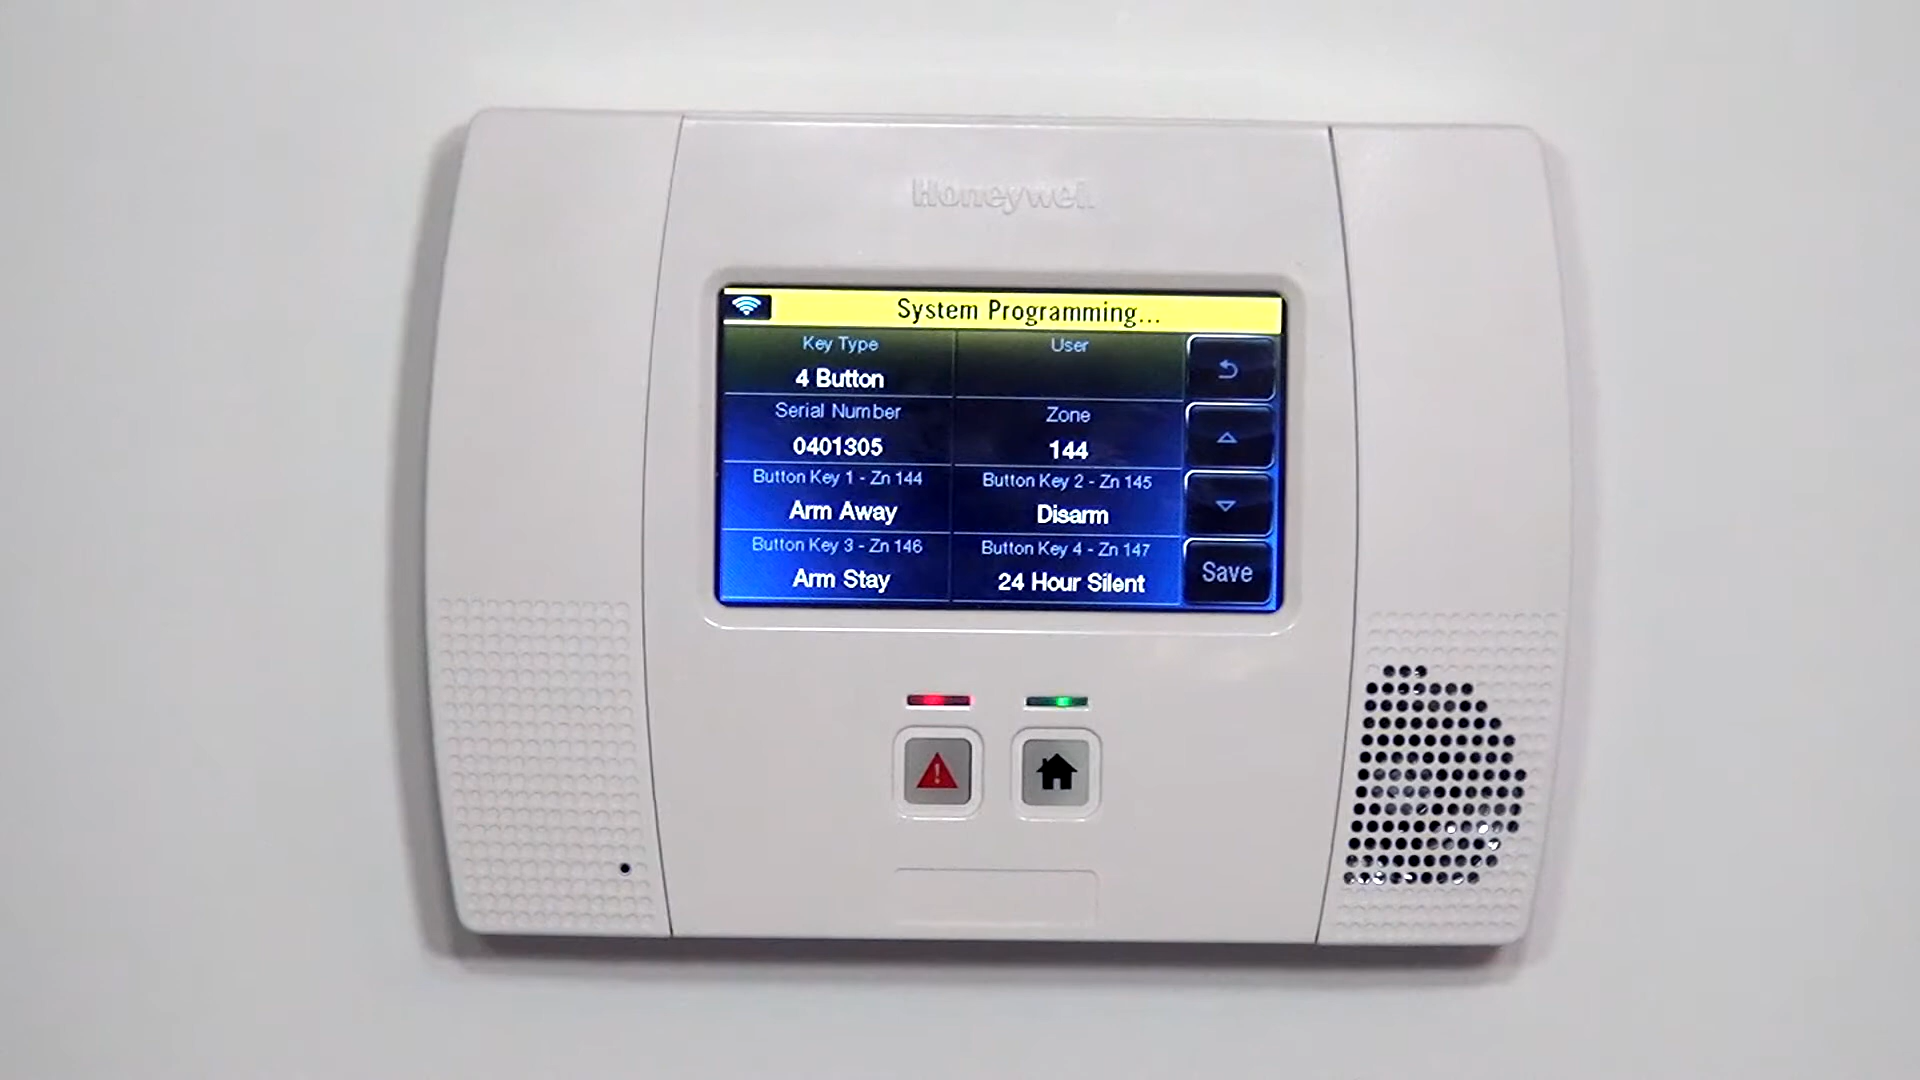 Honeywell
System Programming...
Key Type
User
4 Button
Serial Number
Zone
0401305
144
Button Key 1 - Zn 144
Button Key 2 - Zn 145
Arm Away
Disarm
Button Key 3 - Zn 146
Button Key 4 - Zn 147
Arm Stay
24 Hour Silent
Save